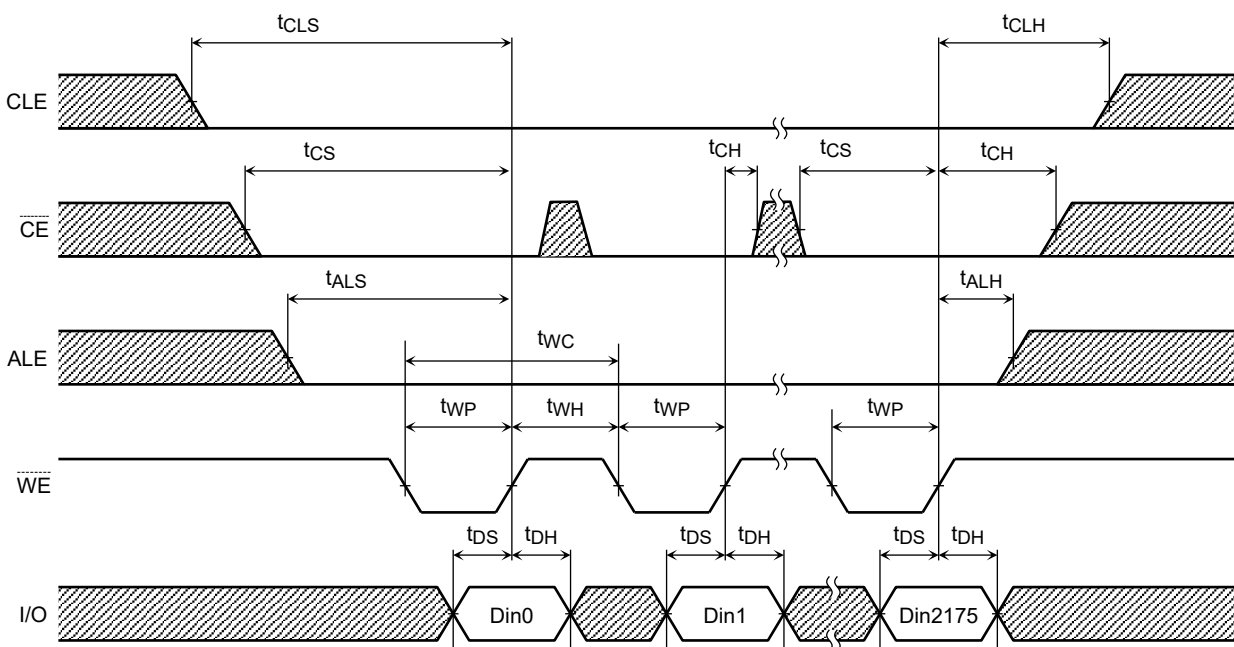 tCLS
tCLH
CLE
tCS
tCH
tCS
tCH
CE
tALS
tALH
ALE
tWC
tWP
tWH
tWP
tWP
WE
tDS
tDH
tDS
tDH
tDS
tDH
I/O
Din0
Din1
Din2175